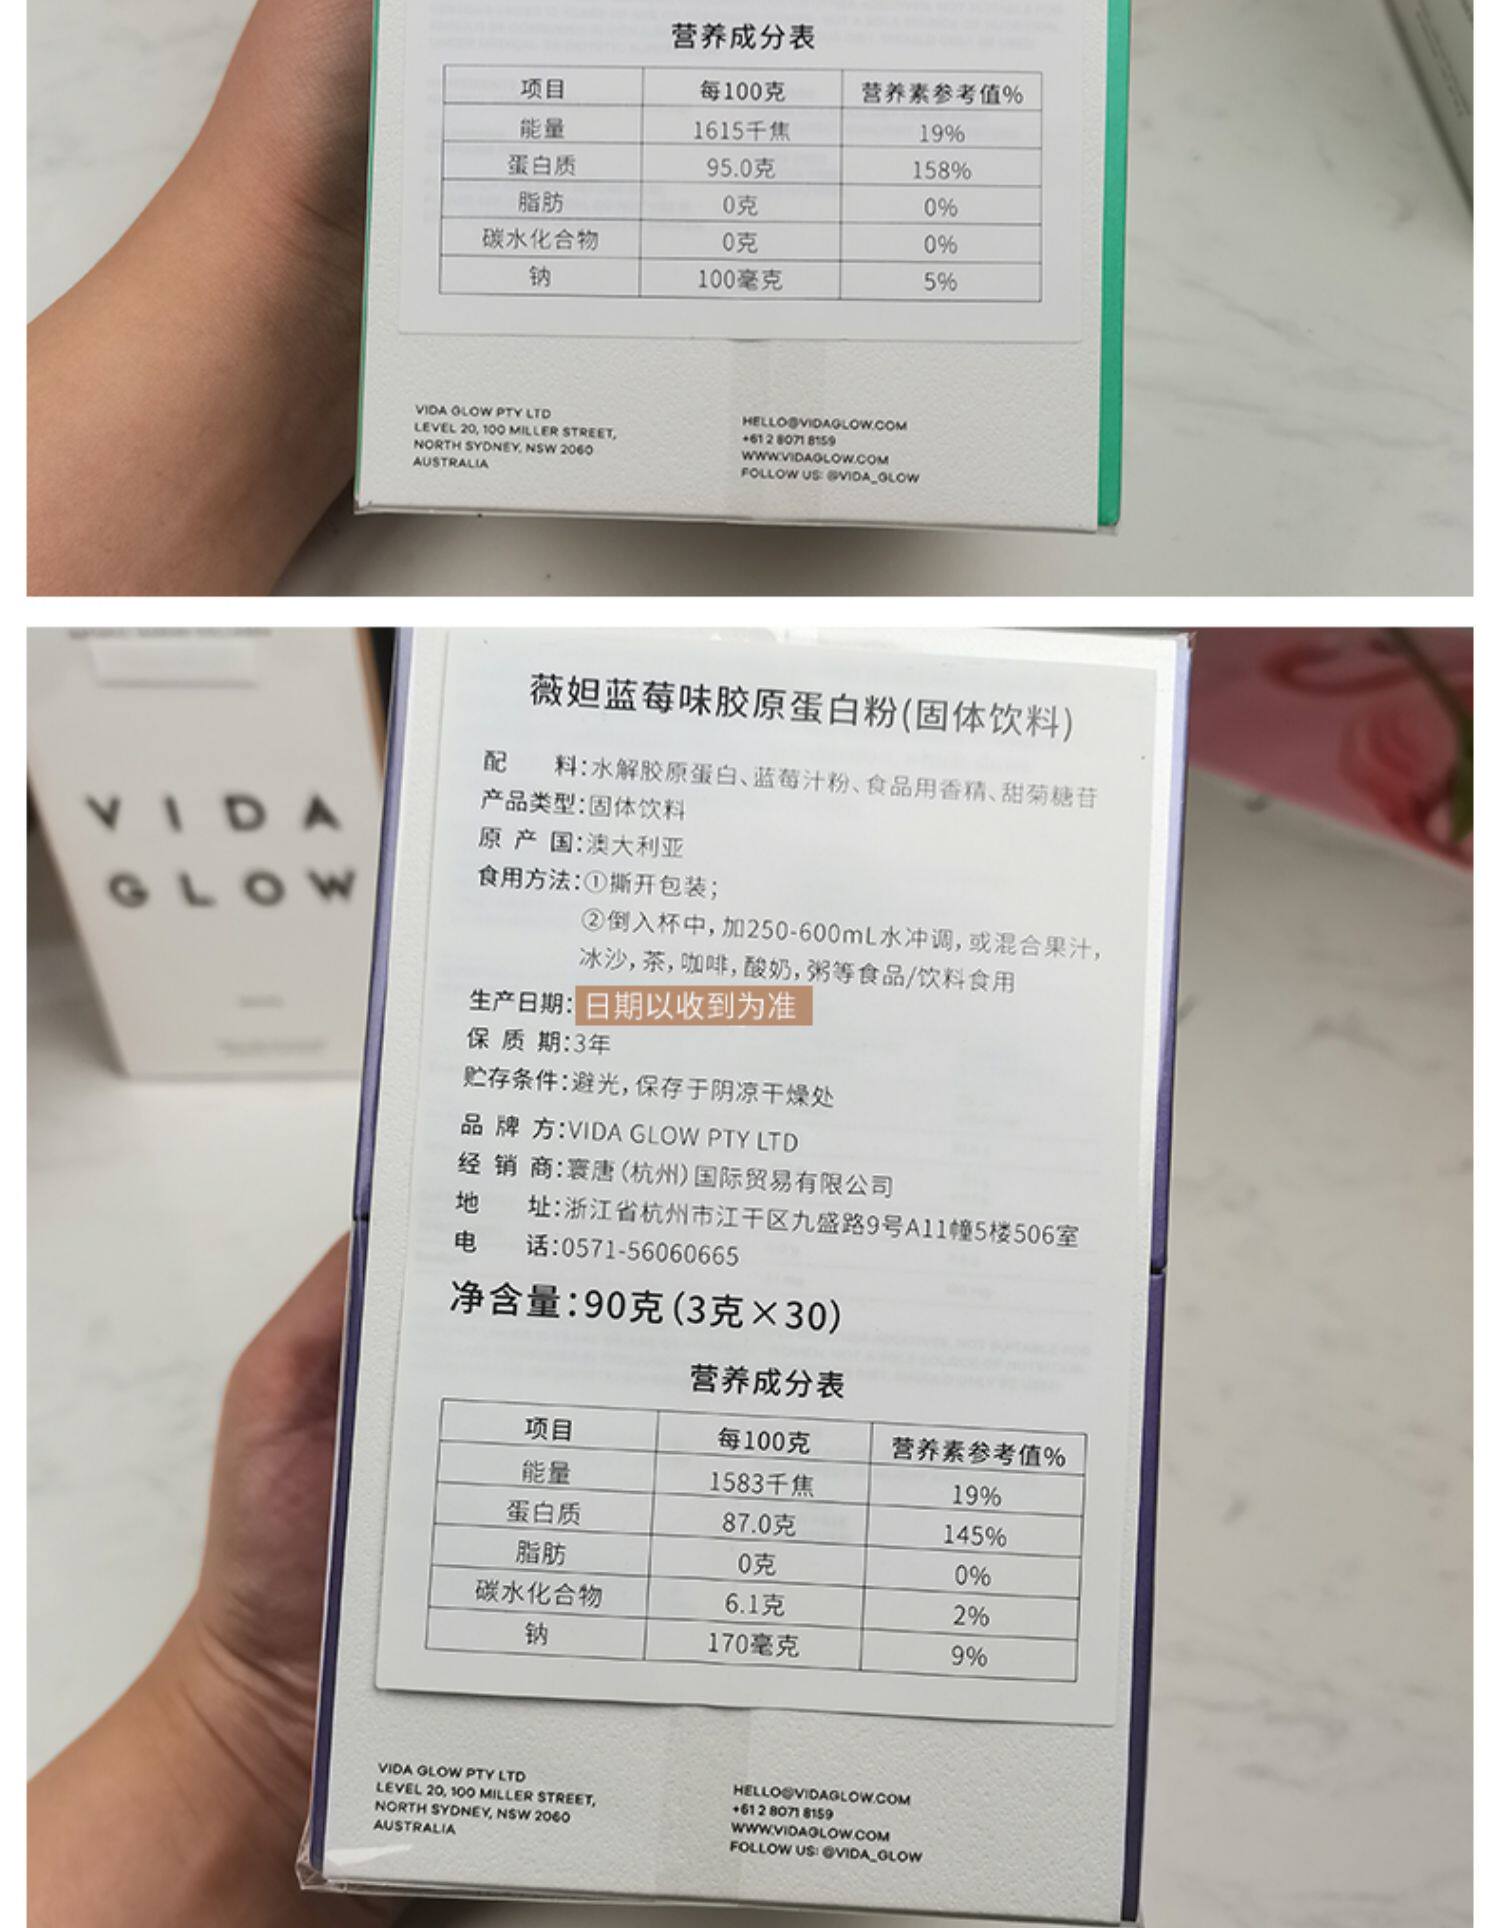 营养成分表
项目 每100克 营养素参考值%
能量 1615千焦 19%
蛋白质 95.0克 158%
脂肪 0克 0%
碳水化合物 0克 0%
钠 100毫克 5%
VIDA GLOW PTY LTD
LEVEL 20, 100 MILLER STREET,
NORTH SYDNEY, NSW 2060
AUSTRALIA
HELLO@VIDAGLOW.COM
+61 2 8071 8159
WWW.VIDAGLOW.COM
FOLLOW US: @VIDA_GLOW
VIDA
GLOW
薇妲蓝莓味胶原蛋白粉(固体饮料)
配 料:水解胶原蛋白、蓝莓汁粉、食品用香精、甜菊糖苷
产品类型:固体饮料
原 产 国:澳大利亚
食用方法:①撕开包装;
②倒入杯中,加250-600mL水冲调,或混合果汁,
冰沙,茶,咖啡,酸奶,粥等食品/饮料食用
生产日期:日期以收到为准
保 质 期:3年
贮存条件:避光,保存于阴凉干燥处
品 牌 方:VIDA GLOW PTY LTD
经 销 商:寰唐(杭州)国际贸易有限公司
地 址:浙江省杭州市江干区九盛路9号A11幢5楼506室
电 话:0571-56060665
净含量:90克(3克×30)
营养成分表
项目 每100克 营养素参考值%
能量 1583千焦 19%
蛋白质 87.0克 145%
脂肪 0克 0%
碳水化合物 6.1克 2%
钠 170毫克 9%
VIDA GLOW PTY LTD
LEVEL 20, 100 MILLER STREET,
NORTH SYDNEY, NSW 2060
AUSTRALIA
HELLO@VIDAGLOW.COM
+61 2 8071 8159
WWW.VIDAGLOW.COM
FOLLOW US: @VIDA_GLOW